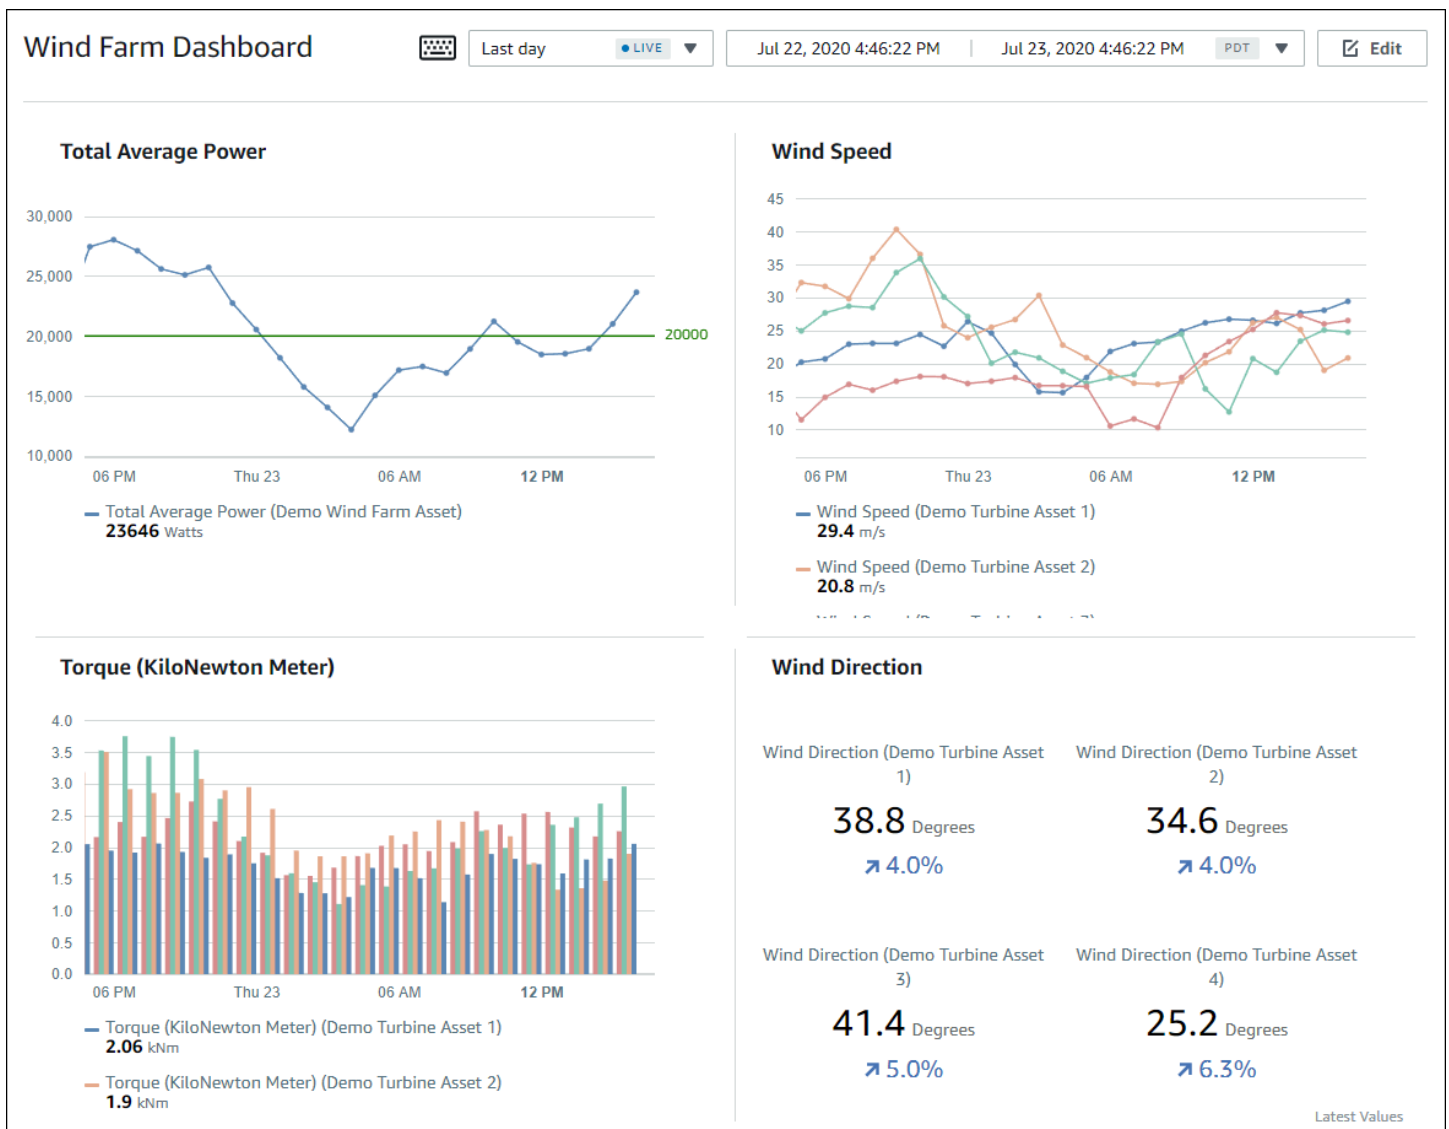 Wind Farm Dashboard
Last day
LIVE
Jul 22, 2020 4:46:22 PM
Jul 23, 2020 4:46:22 PM
PDT
Edit
Total Average Power
30,000
25,000
20,000
15,000
10,000
20000
06 PM
Thu 23
06 AM
12 PM
Total Average Power (Demo Wind Farm Asset)
23646 Watts
Wind Speed
45
40
35
30
25
20
15
10
06 PM
Thu 23
06 AM
12 PM
Wind Speed (Demo Turbine Asset 1)
29.4 m/s
Wind Speed (Demo Turbine Asset 2)
20.8 m/s
Torque (KiloNewton Meter)
4.0
3.5
3.0
2.5
2.0
1.5
1.0
0.5
0.0
06 PM
Thu 23
06 AM
12 PM
Torque (KiloNewton Meter) (Demo Turbine Asset 1)
2.06 kNm
Torque (KiloNewton Meter) (Demo Turbine Asset 2)
1.9 kNm
Wind Direction
Wind Direction (Demo Turbine Asset
1)
38.8 Degrees
4.0%
Wind Direction (Demo Turbine Asset
2)
34.6 Degrees
4.0%
Wind Direction (Demo Turbine Asset
3)
41.4 Degrees
5.0%
Wind Direction (Demo Turbine Asset
4)
25.2 Degrees
6.3%
Latest Values